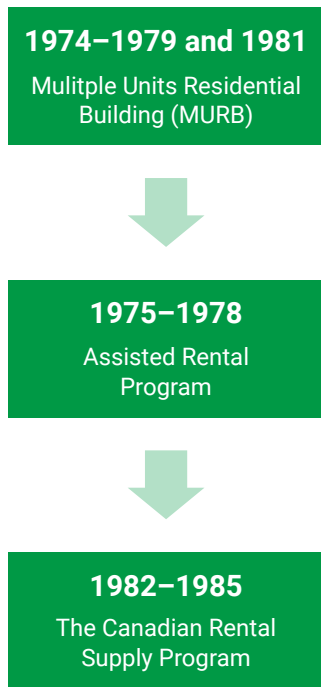 1974–1979 and 1981
Mulitple Units Residential
Building (MURB)
1975–1978
Assisted Rental
Program
1982–1985
The Canadian Rental
Supply Program